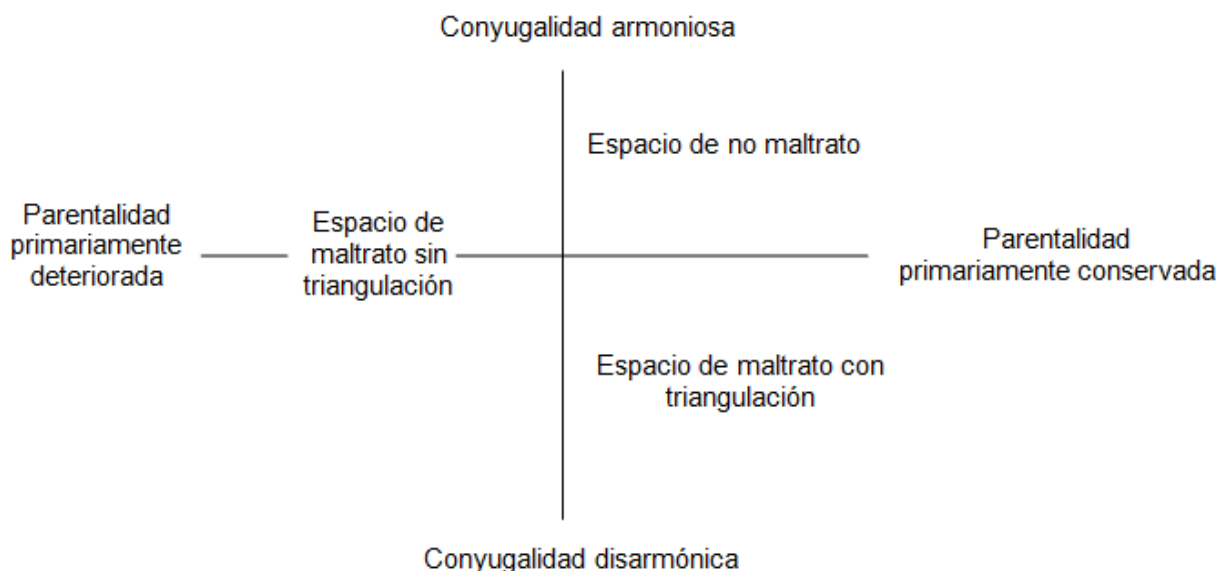 Conyugalidad armoniosa
Espacio de no maltrato
Parentalidad
primariamente
deteriorada
Espacio de
maltrato sin
triangulación
Parentalidad
primariamente conservada
Espacio de maltrato con
triangulación
Conyugalidad disarmónica